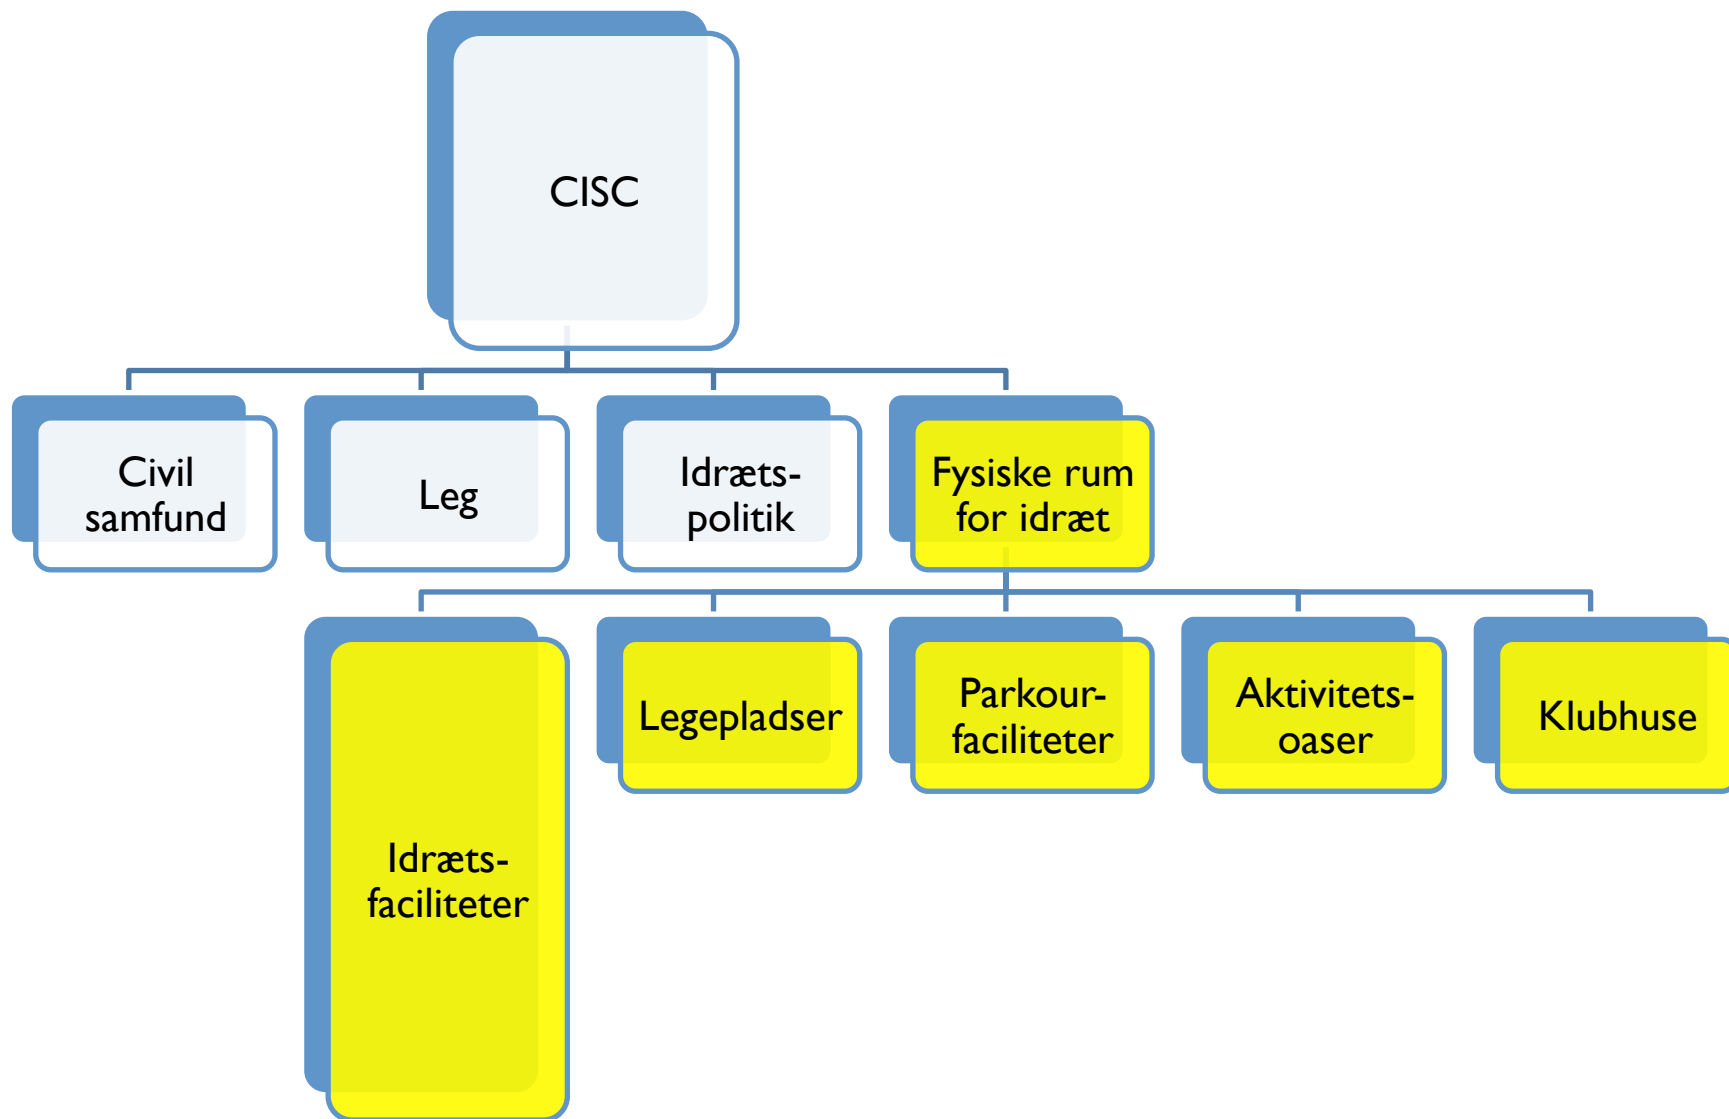 CISC
Civil
samfund
Leg
Idræts-
politik
Fysiske rum
for idræt
Idræts-
faciliteter
Legepladser
Parkour-
faciliteter
Aktivitets-
oaser
Klubhuse